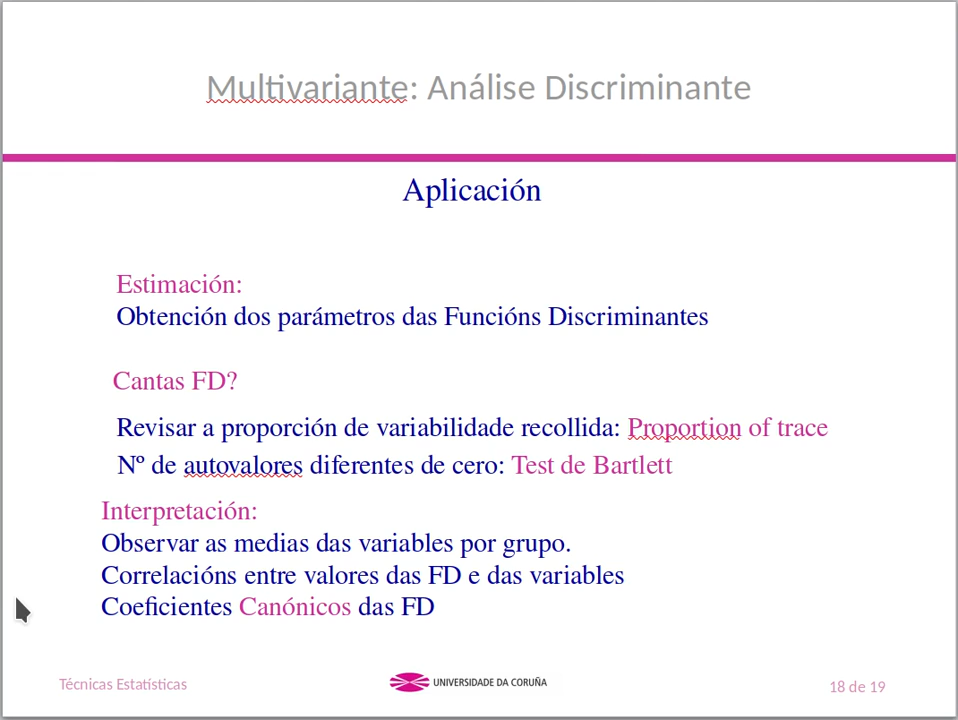 Multivariante: Análise Discriminante
Aplicación
Estimación:
Obtención dos parámetros das Funcións Discriminantes
Cantas FD?
Revisar a proporción de variabilidade recollida: Proportion of trace
Nº de autovalores diferentes de cero: Test de Bartlett
Interpretación:
Observar as medias das variables por grupo.
Correlacións entre valores das FD e das variables
Coeficientes Canónicos das FD
Técnicas Estatísticas
UNIVERSIDADE DA CORUÑA
18 de 19